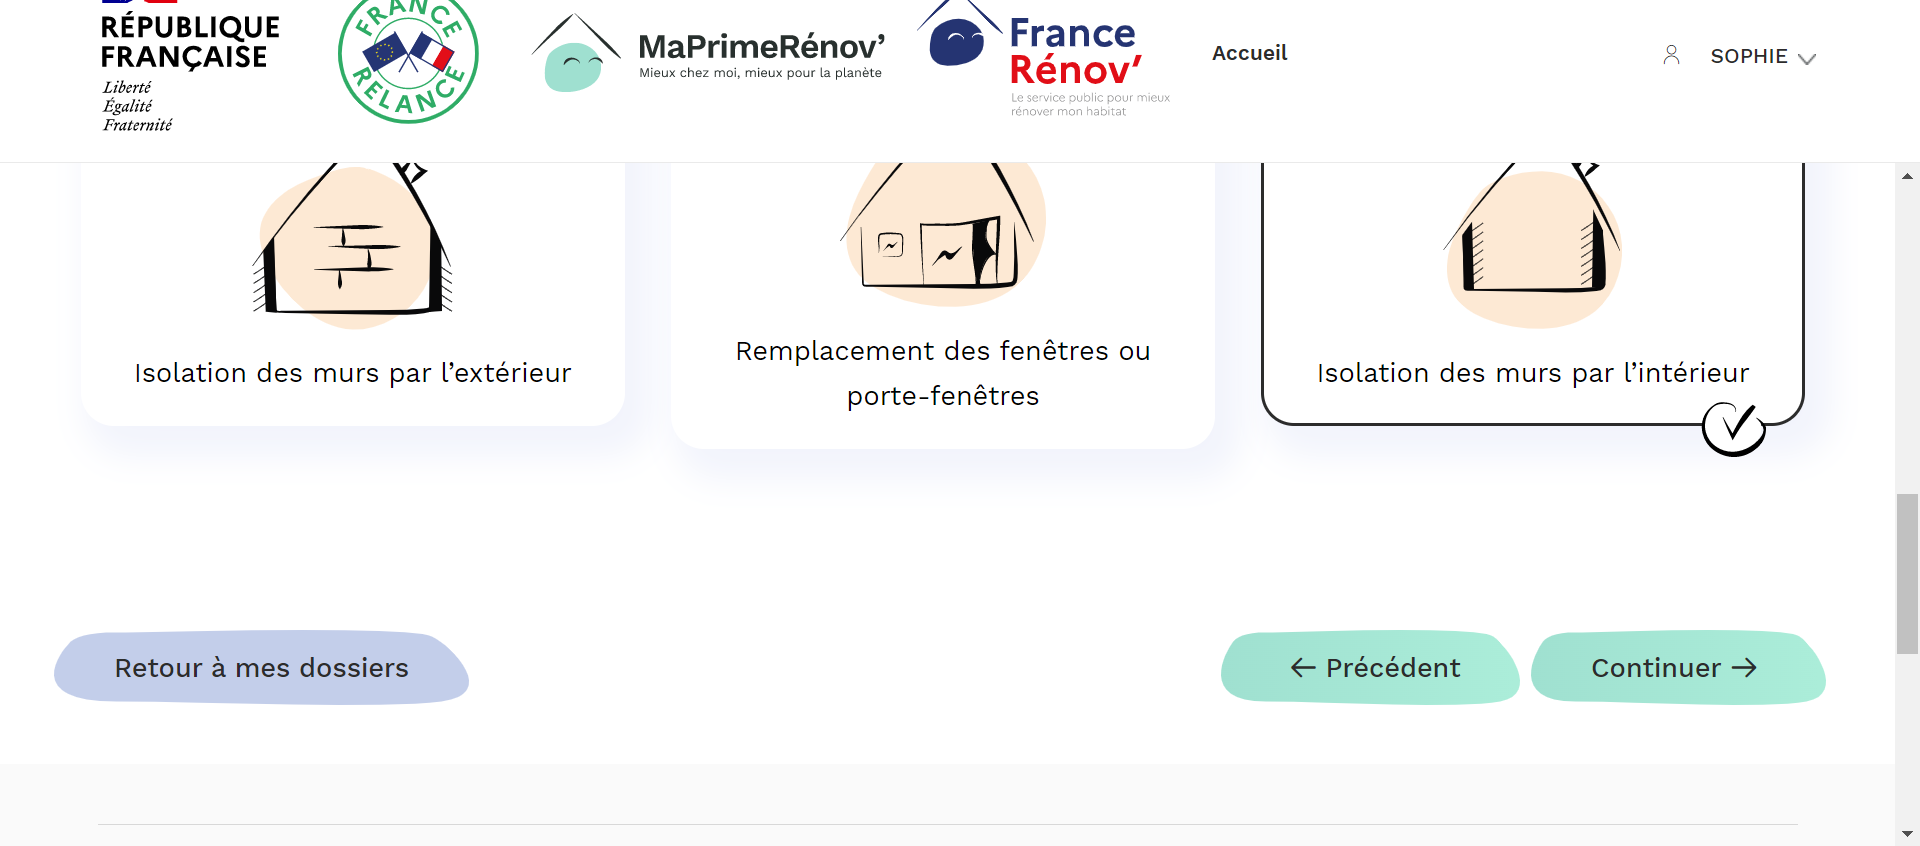 RÉPUBLIQUE
FRANÇAISE
Liberté
Égalité
Fraternité
FRANCE
RELANCE
MaPrimeRénov’
Mieux chez moi, mieux pour la planète
France
Rénov’
Le service public pour mieux
rénover mon habitat
Accueil
SOPHIE
Isolation des murs par l’extérieur
Remplacement des fenêtres ou
porte-fenêtres
Isolation des murs par l’intérieur
Retour à mes dossiers
← Précédent
Continuer →